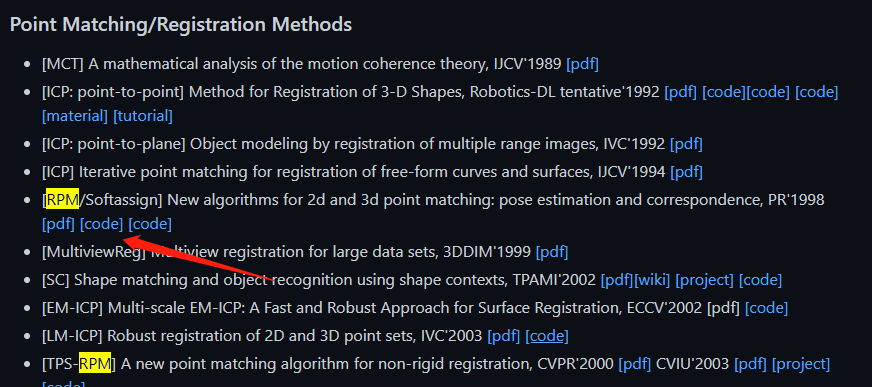 Point Matching/Registration Methods
[MCT] A mathematical analysis of the motion coherence theory, IJCV'1989 [pdf]
[ICP: point-to-point] Method for Registration of 3-D Shapes, Robotics-DL tentative'1992 [pdf] [code][code] [code]
[material] [tutorial]
[ICP: point-to-plane] Object modeling by registration of multiple range images, IVC'1992 [pdf]
[ICP] Iterative point matching for registration of free-form curves and surfaces, IJCV'1994 [pdf]
[RPM/Softassign] New algorithms for 2d and 3d point matching: pose estimation and correspondence, PR'1998
[pdf] [code] [code]
[MultiviewReg] Multiview registration for large data sets, 3DDIM'1999 [pdf]
[SC] Shape matching and object recognition using shape contexts, TPAMI'2002 [pdf][wiki] [project] [code]
[EM-ICP] Multi-scale EM-ICP: A Fast and Robust Approach for Surface Registration, ECCV'2002 [pdf] [code]
[LM-ICP] Robust registration of 2D and 3D point sets, IVC'2003 [pdf] [code]
[TPS-RPM] A new point matching algorithm for non-rigid registration, CVPR'2000 [pdf] CVIU'2003 [pdf] [project]
[code]